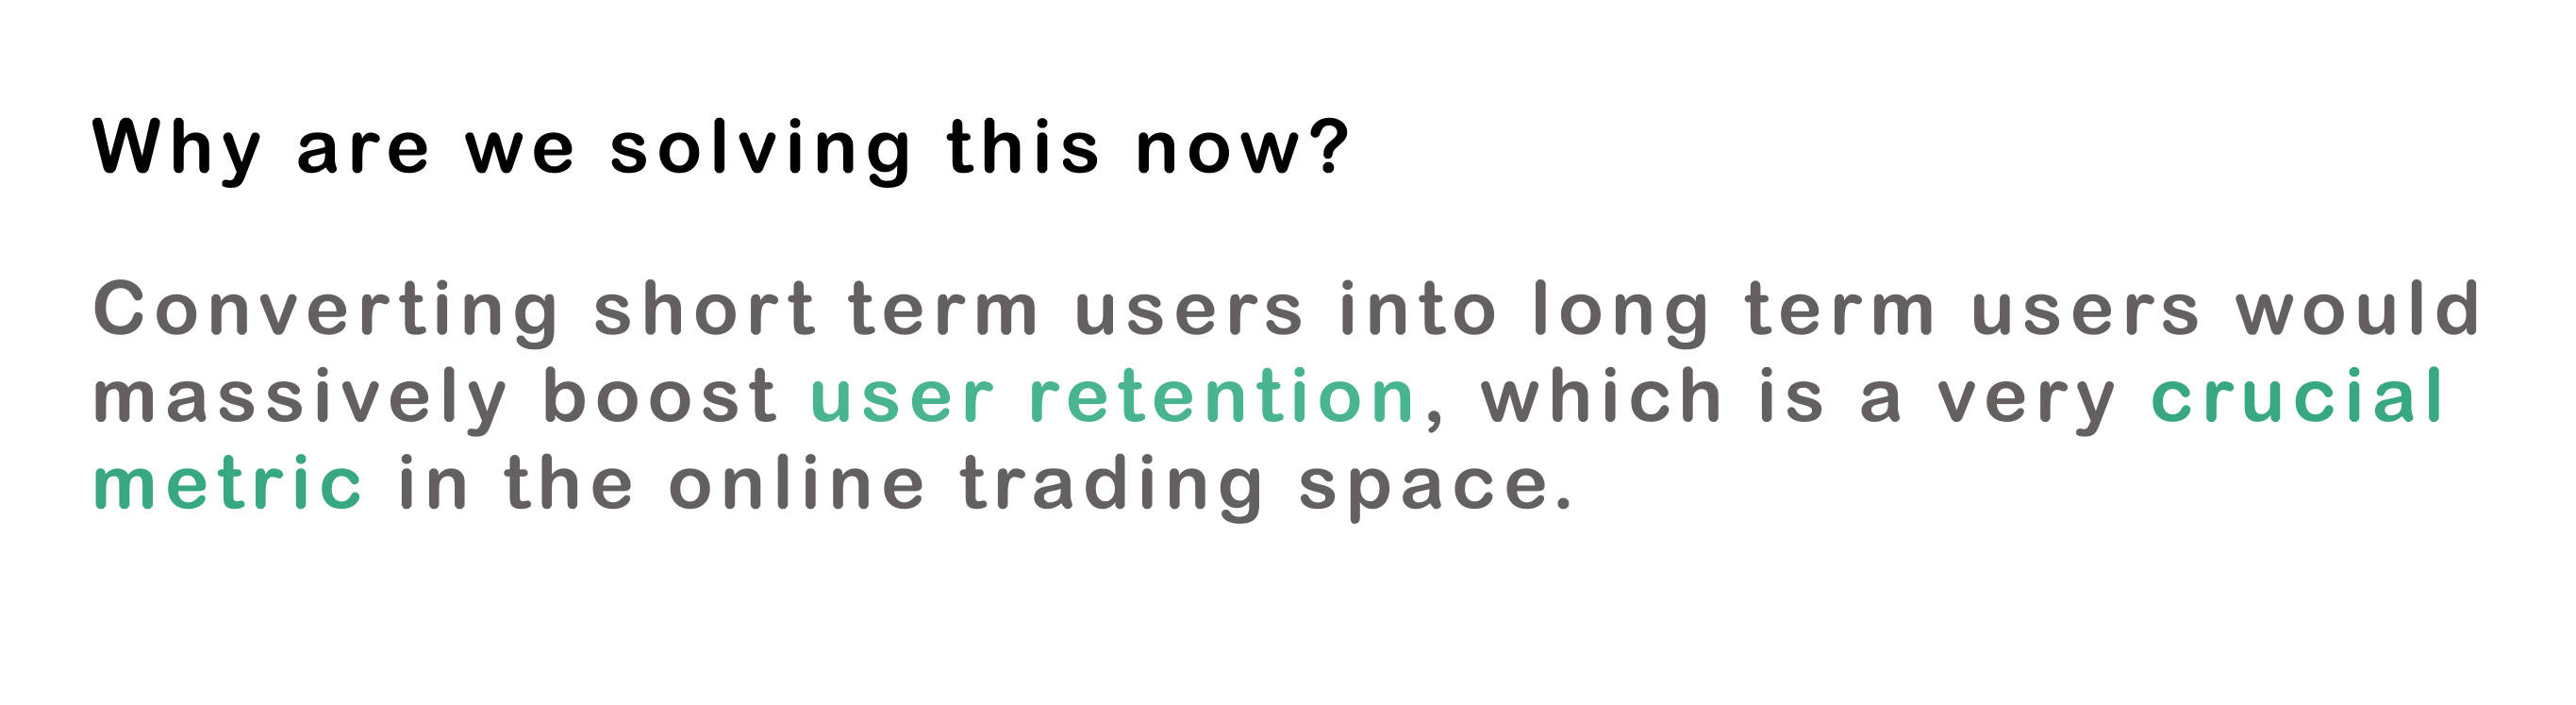 Why are we solving this now?
Converting short term users into long term users would
massively boost user retention, which is a very crucial
metric in the online trading space.